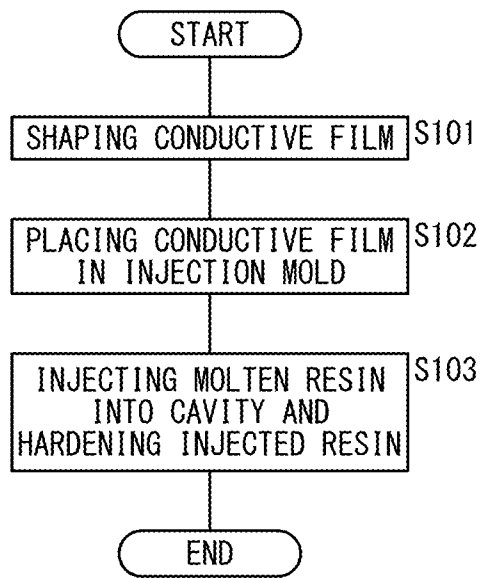 START
SHAPING CONDUCTIVE FILM S101
PLACING CONDUCTIVE FILM S102
IN INJECTION MOLD
INJECTING MOLTEN RESIN S103
INTO CAVITY AND
HARDENING INJECTED RESIN
END